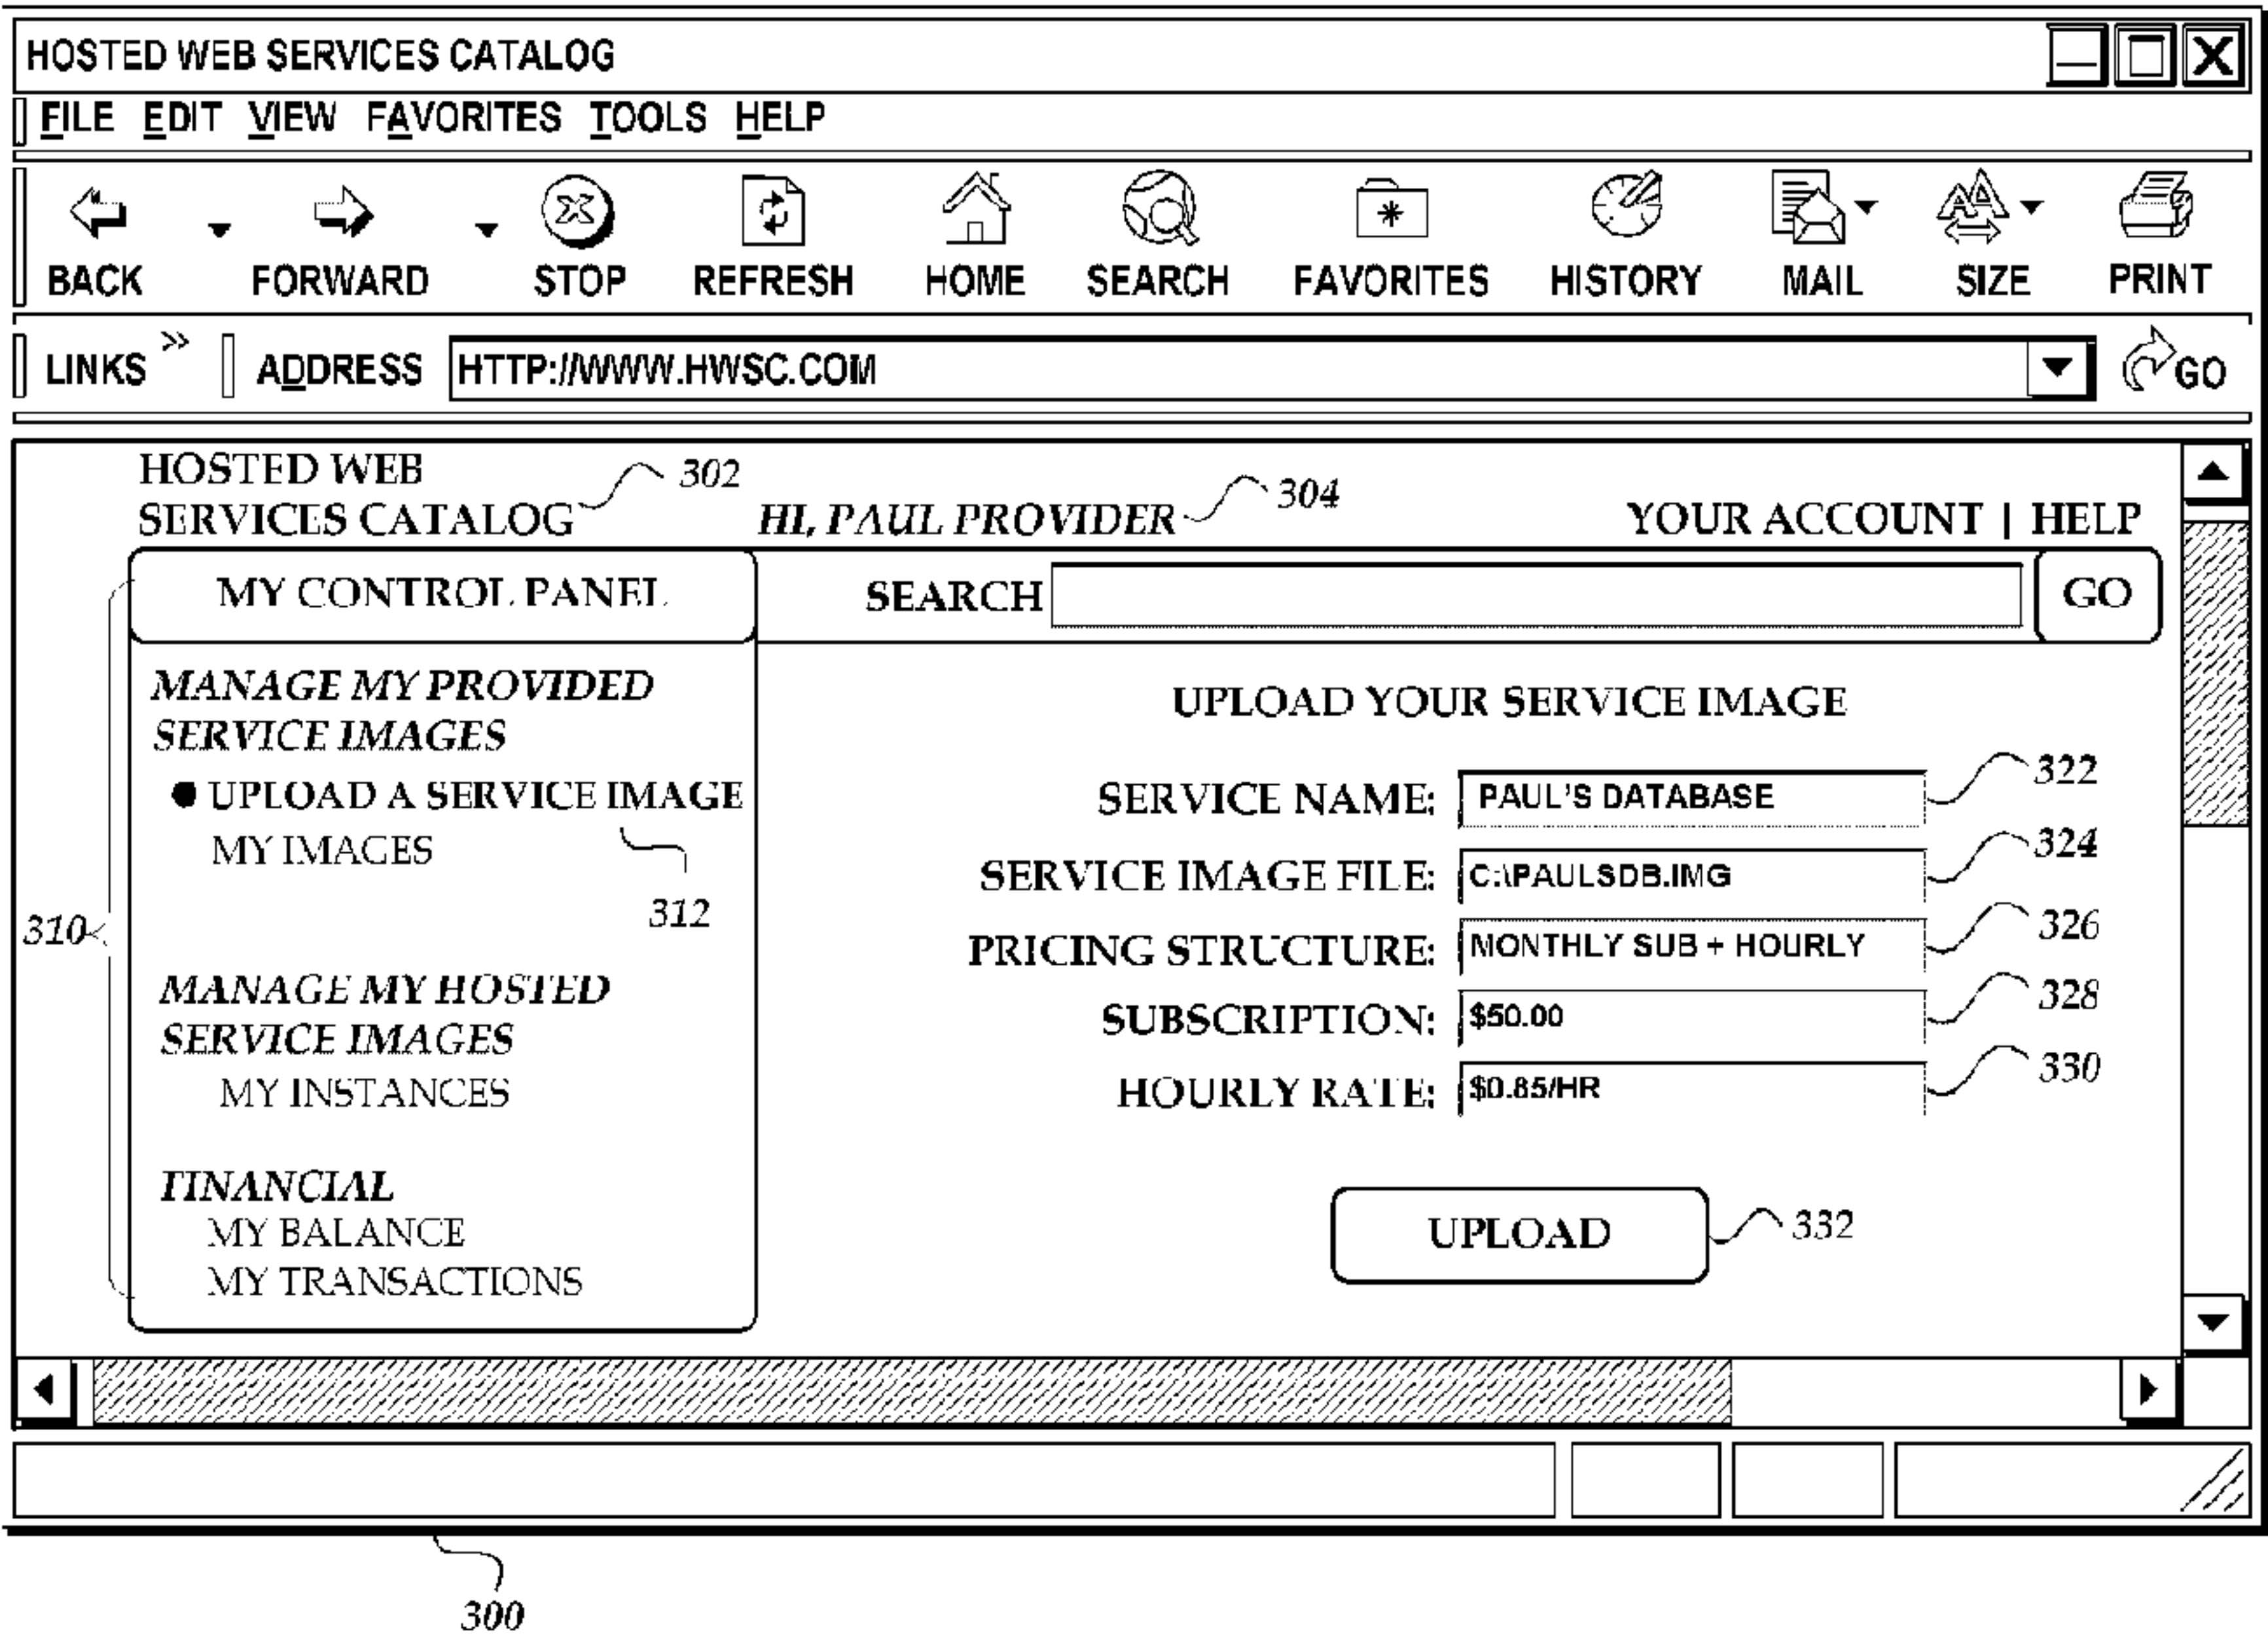 HOSTED WEB SERVICES CATALOG
FILE EDIT VIEW FAVORITES TOOLS HELP
BACK FORWARD STOP REFRESH HOME SEARCH FAVORITES HISTORY MAIL SIZE PRINT
LINKS » ADDRESS HTTP://WWW.HWSC.COM GO
HOSTED WEB
SERVICES CATALOG 302 HI, PAUL PROVIDER 304 YOUR ACCOUNT | HELP
MY CONTROL PANEL SEARCH GO
310
MANAGE MY PROVIDED
SERVICE IMAGES
● UPLOAD A SERVICE IMAGE
MY IMAGES
312
MANAGE MY HOSTED
SERVICE IMAGES
MY INSTANCES
FINANCIAL
MY BALANCE
MY TRANSACTIONS
UPLOAD YOUR SERVICE IMAGE
SERVICE NAME: PAUL'S DATABASE 322
SERVICE IMAGE FILE: C:\PAULSDB.IMG 324
PRICING STRUCTURE: MONTHLY SUB + HOURLY 326
SUBSCRIPTION: $50.00 328
HOURLY RATE: $0.85/HR 330
UPLOAD 332
300